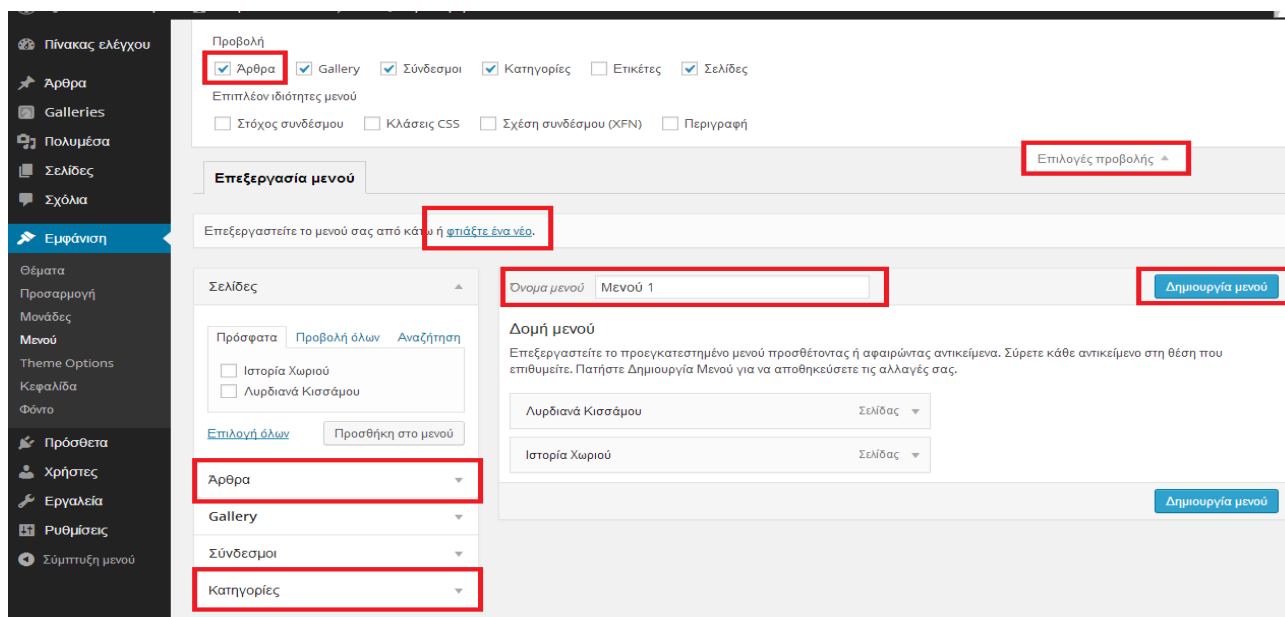 Πίνακας ελέγχου
Άρθρα
Galleries
Πολυμέσα
Σελίδες
Σχόλια
Εμφάνιση
Θέματα
Προσαρμογή
Μονάδες
Μενού
Theme Options
Κεφαλίδα
Φόντο
Πρόσθετα
Χρήστες
Εργαλεία
Ρυθμίσεις
Σύμπτυξη μενού
Προβολή
Άρθρα Gallery Σύνδεσμοι Κατηγορίες Ετικέτες Σελίδες
Επιπλέον ιδιότητες μενού
Στόχος συνδέσμου Κλάσεις CSS Σχέση συνδέσμου (XFN) Περιγραφή
Επιλογές προβολής
Επεξεργασία μενού
Επεξεργαστείτε το μενού σας από κάτω ή φτιάξτε ένα νέο.
Σελίδες
Πρόσφατα Προβολή όλων Αναζήτηση
Ιστορία Χωριού
Λυρδιανά Κισσάμου
Επιλογή όλων Προσθήκη στο μενού
Άρθρα
Gallery
Σύνδεσμοι
Κατηγορίες
Όνομα μενού Μενού 1 Δημιουργία μενού
Δομή μενού
Επεξεργαστείτε το προεγκατεστημένο μενού προσθέτοντας ή αφαιρώντας αντικείμενα. Σύρετε κάθε αντικείμενο στη θέση που
επιθυμείτε. Πατήστε Δημιουργία Μενού για να αποθηκεύσετε τις αλλαγές σας.
Λυρδιανά Κισσάμου Σελίδας
Ιστορία Χωριού Σελίδας
Δημιουργία μενού